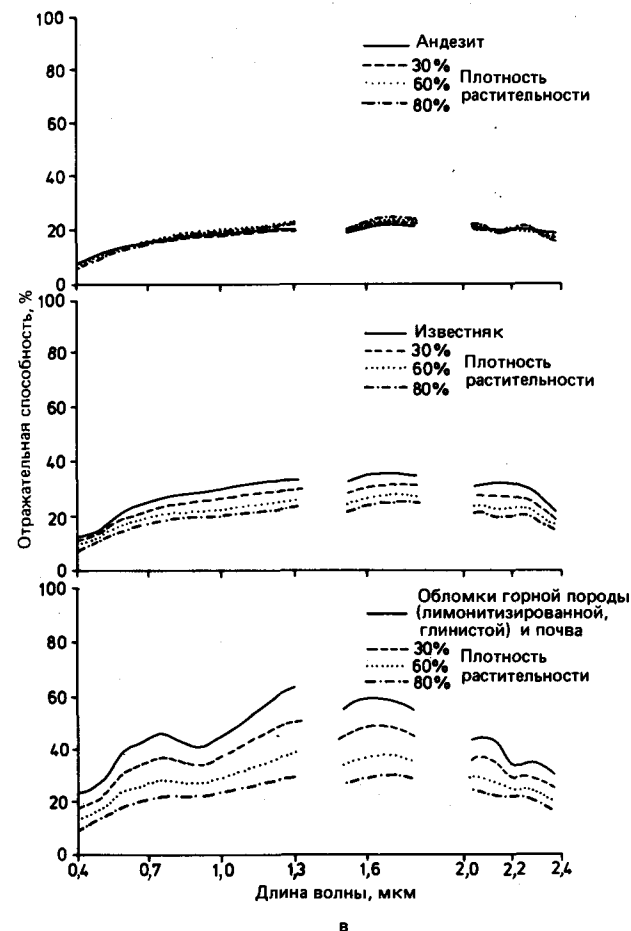 100
80
60
40
20
0
Андезит
30%
60%
80%
Плотность
растительности
Отражательная способность, %
100
80
60
40
20
0
Известняк
30%
60%
80%
Плотность
растительности
100
80
60
40
20
0
Обломки горной породы
(лимонитизированной,
глинистой) и почва
30%
60%
80%
Плотность
растительности
0,4 0,7 1,0 1,3 1,6 2,0 2,2 2,4
Длина волны, мкм
в